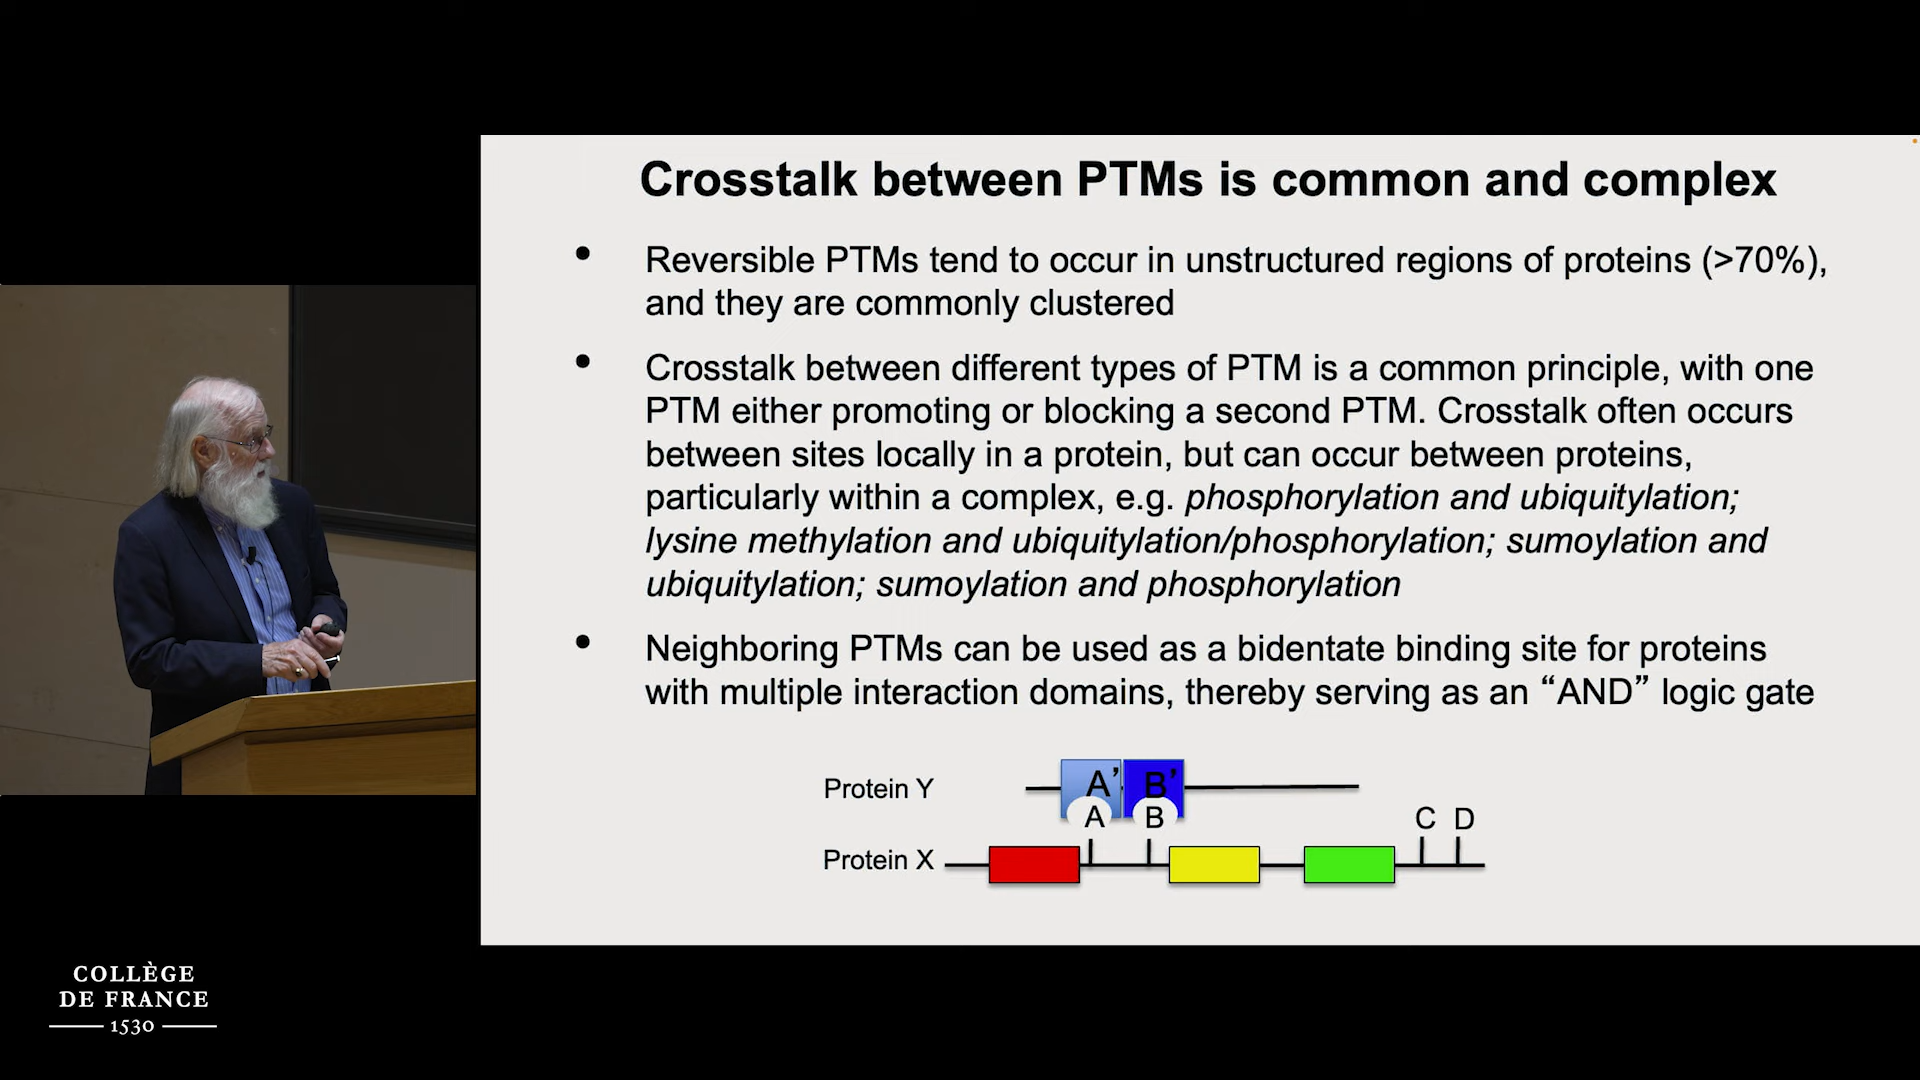 Crosstalk between PTMs is common and complex
• Reversible PTMs tend to occur in unstructured regions of proteins (>70%),
and they are commonly clustered
• Crosstalk between different types of PTM is a common principle, with one
PTM either promoting or blocking a second PTM. Crosstalk often occurs
between sites locally in a protein, but can occur between proteins,
particularly within a complex, e.g. phosphorylation and ubiquitylation;
lysine methylation and ubiquitylation/phosphorylation; sumoylation and
ubiquitylation; sumoylation and phosphorylation
• Neighboring PTMs can be used as a bidentate binding site for proteins
with multiple interaction domains, thereby serving as an “AND” logic gate
Protein Y A’ B’
A B C D
Protein X
COLLÈGE
DE FRANCE
1530